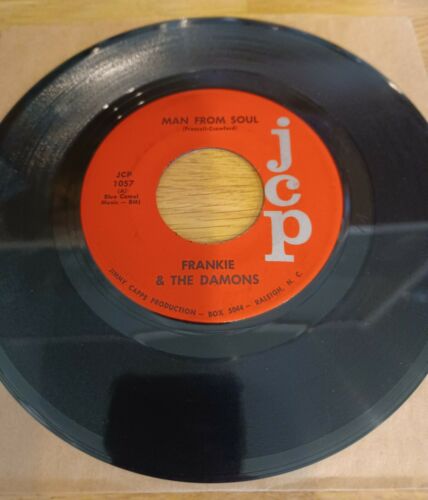 MAN FROM SOUL
(Prescott-Crawford)
jcp
JCP
1057
(A)
Blue Camel
Music - BMI
FRANKIE
& THE DAMONS
JIMMY CAPPS PRODUCTION - BOX 5044 - RALEIGH, N. C.